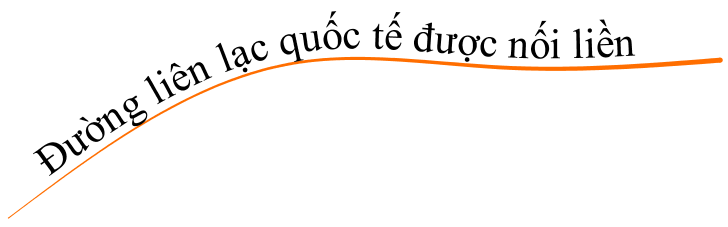 Đường liên lạc quốc tế được nối liền